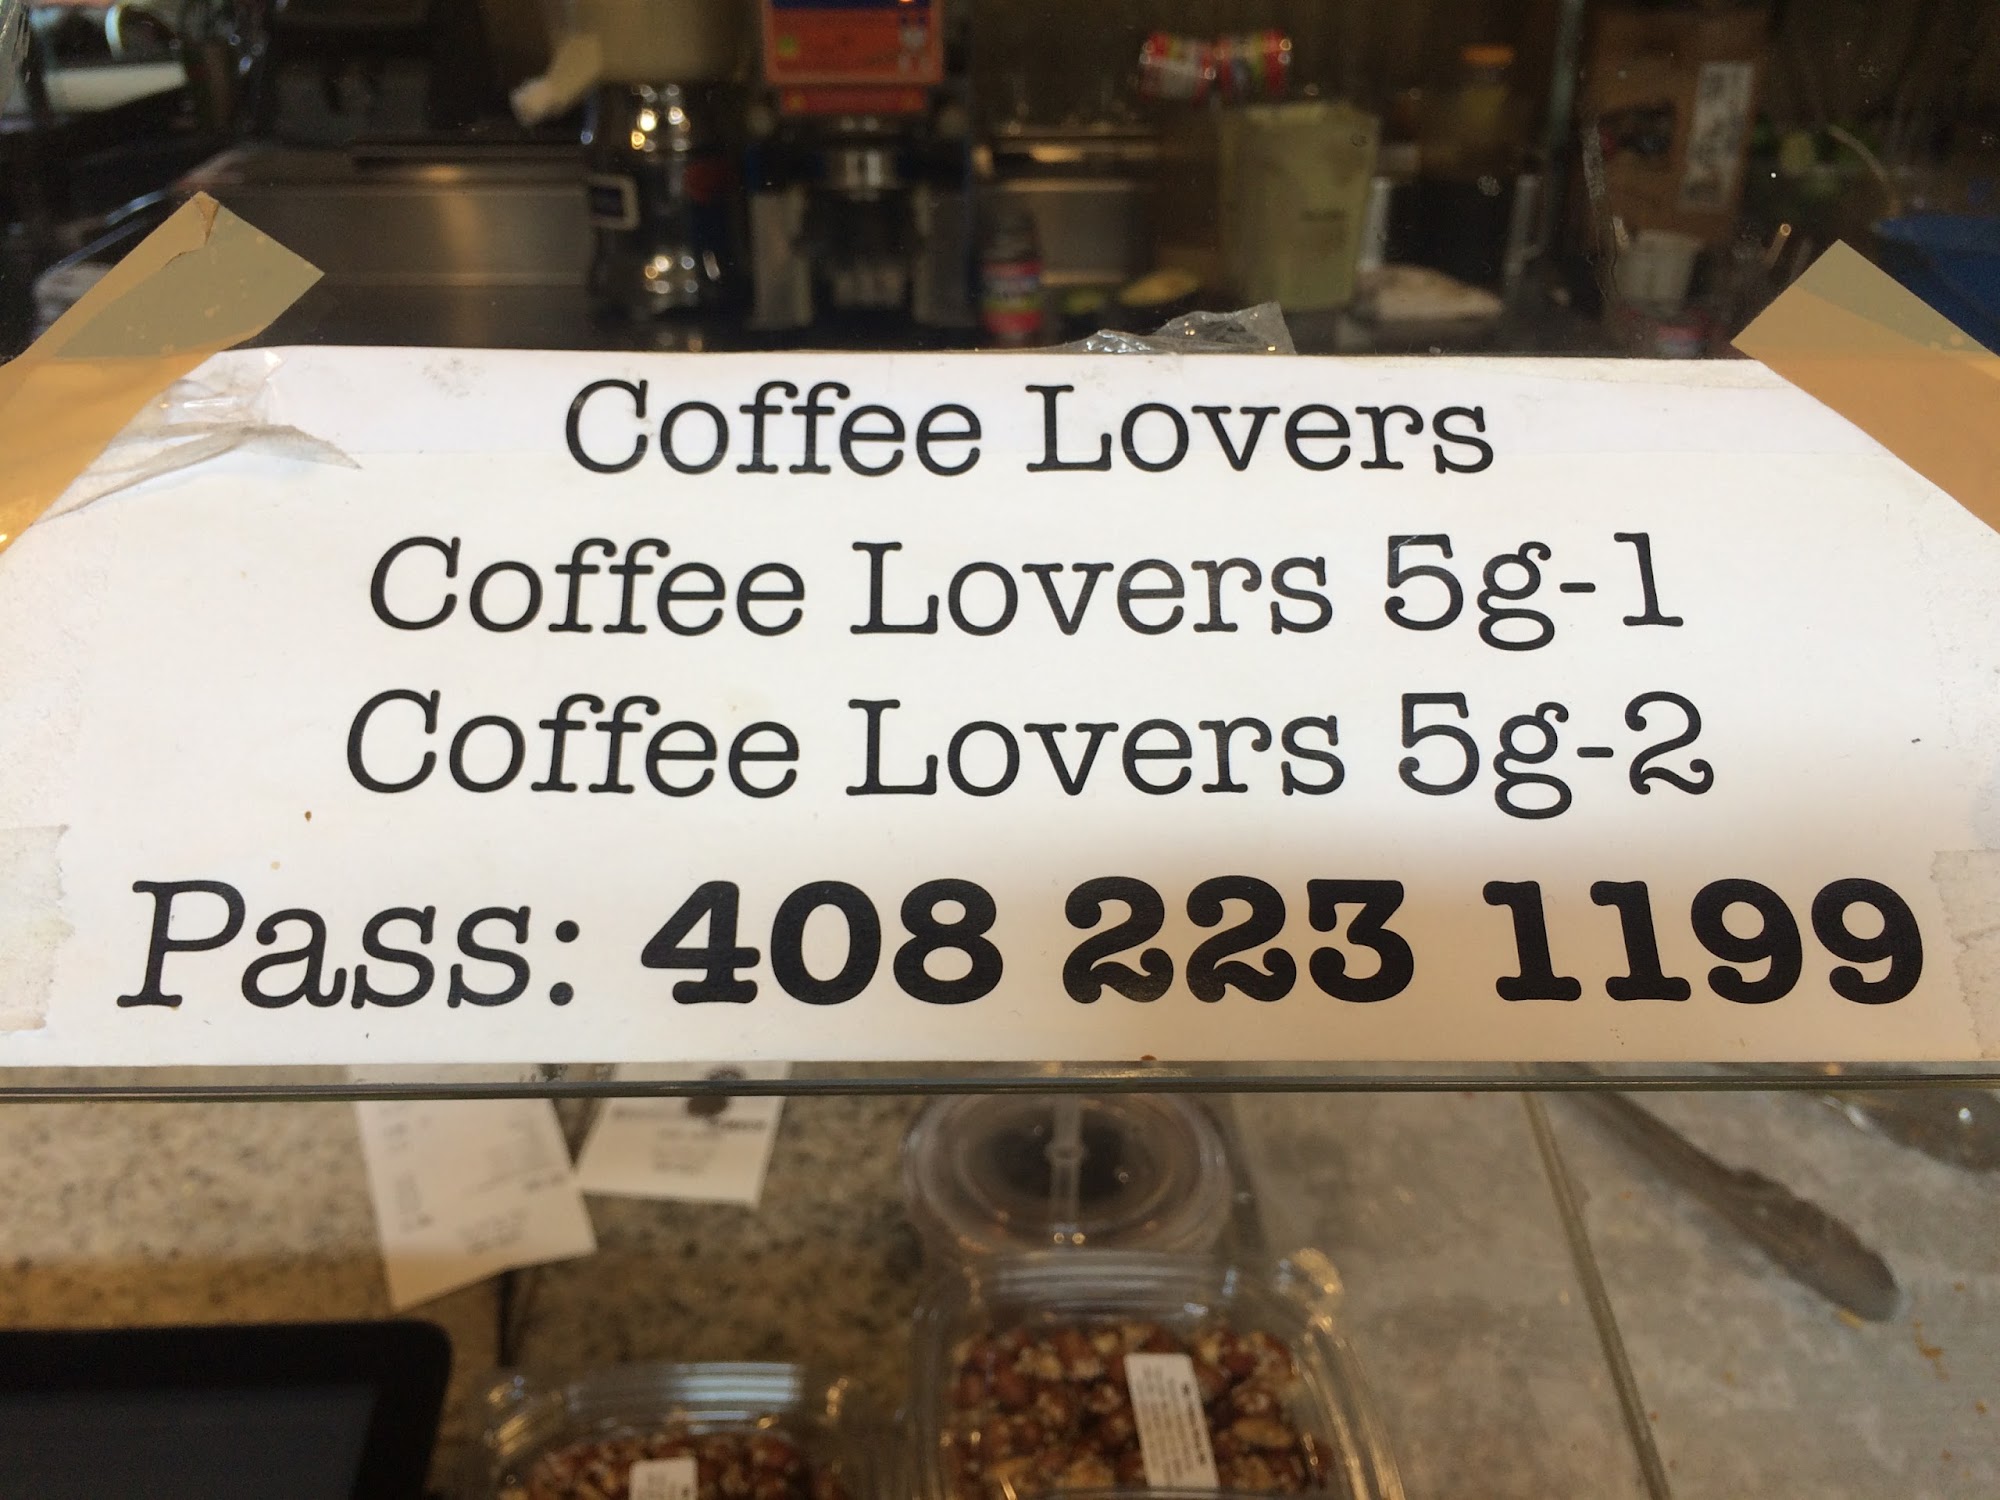 Coffee Lovers
Coffee Lovers 5g-1
Coffee Lovers 5g-2
Pass: 408 223 1199